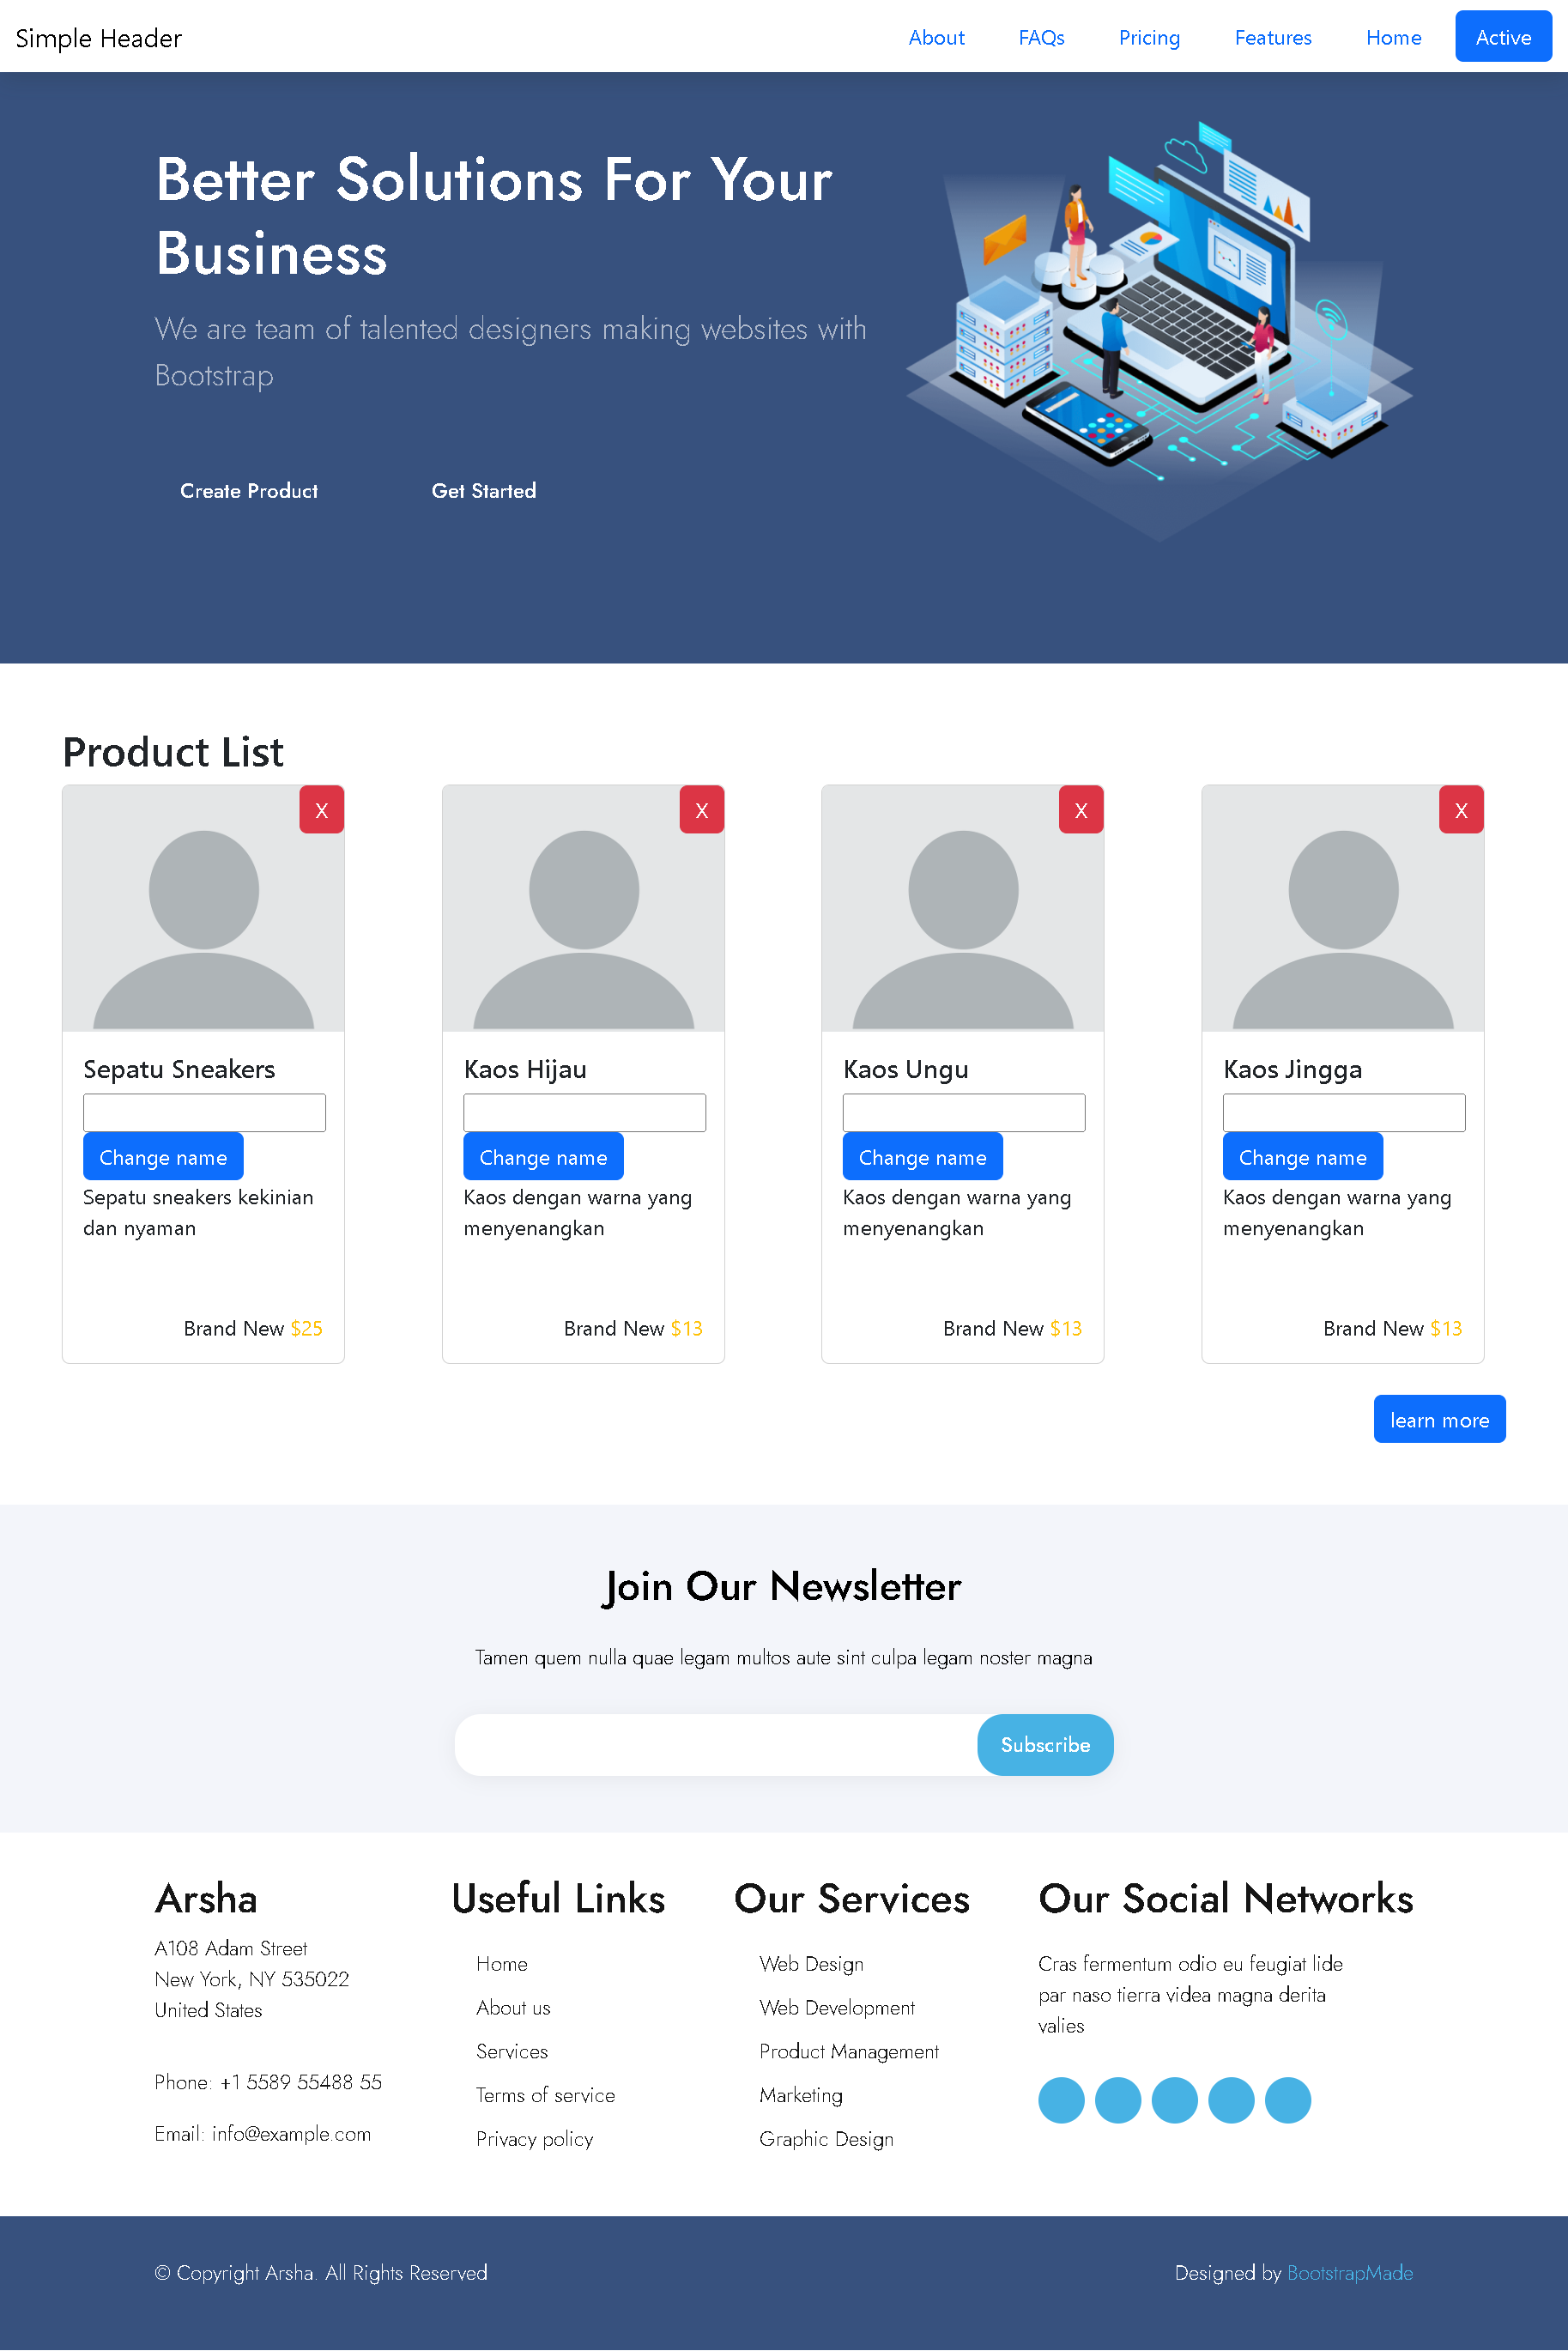 Simple Header
About
FAQs
Pricing
Features
Home
Active
Better Solutions For Your
Business
We are team of talented designers making websites with
Bootstrap
Create Product
Get Started
Product List
X
X
X
X
Sepatu Sneakers
Change name
Sepatu sneakers kekinian
dan nyaman
Brand New $25
Kaos Hijau
Change name
Kaos dengan warna yang
menyenangkan
Brand New $13
Kaos Ungu
Change name
Kaos dengan warna yang
menyenangkan
Brand New $13
Kaos Jingga
Change name
Kaos dengan warna yang
menyenangkan
Brand New $13
learn more
Join Our Newsletter
Tamen quem nulla quae legam multos aute sint culpa legam noster magna
Subscribe
Arsha
A108 Adam Street
New York, NY 535022
United States
Phone: +1 5589 55488 55
Email: info@example.com
Useful Links
Home
About us
Services
Terms of service
Privacy policy
Our Services
Web Design
Web Development
Product Management
Marketing
Graphic Design
Our Social Networks
Cras fermentum odio eu feugiat lide
par naso tierra videa magna derita
valies
© Copyright Arsha. All Rights Reserved
Designed by BootstrapMade